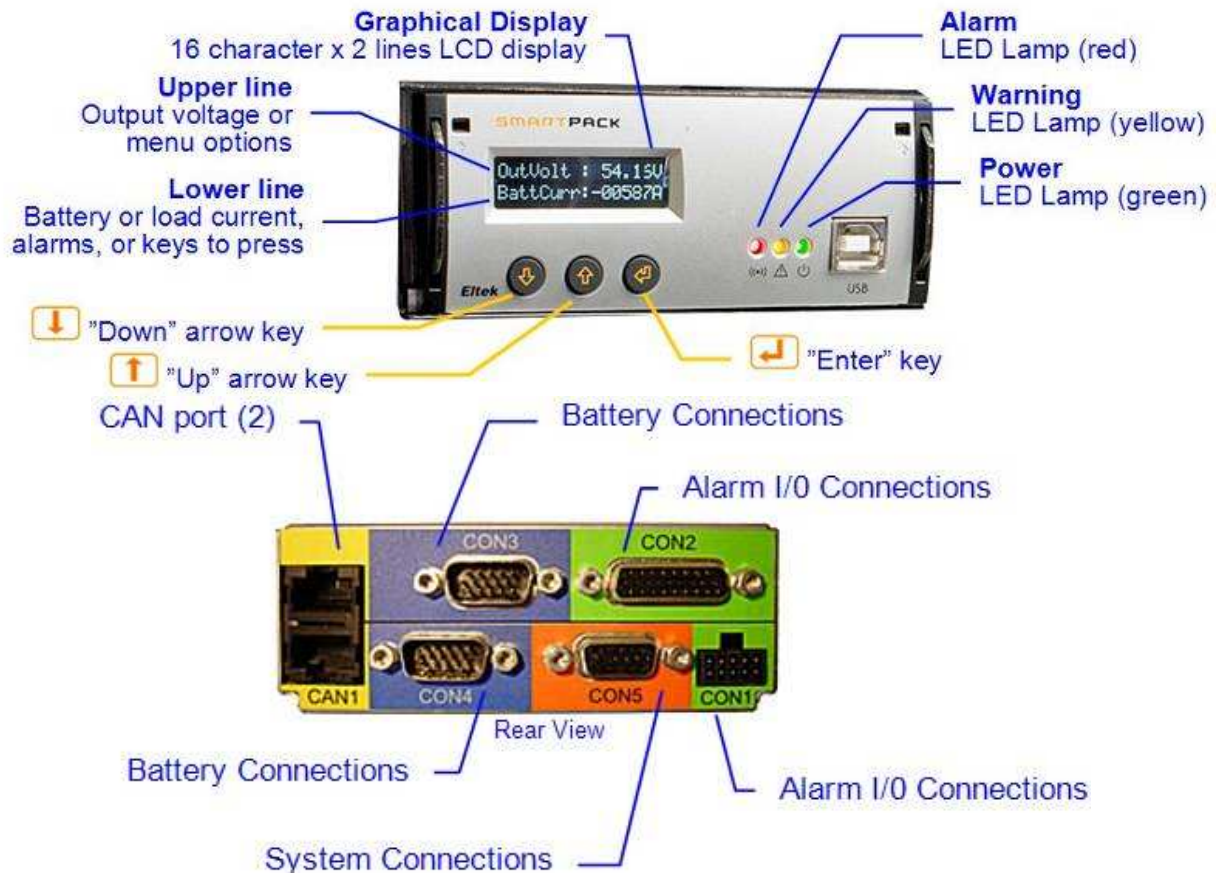 Graphical Display
16 character x 2 lines LCD display
Alarm
LED Lamp (red)
Upper line
Output voltage or
menu options
Warning
LED Lamp (yellow)
SMARTPACK
Lower line
Battery or load current,
alarms, or keys to press
OutVolt : 54.15V
BattCurr:-00587A
Power
LED Lamp (green)
Eltek
USB
"Down" arrow key
"Up" arrow key
"Enter" key
CAN port (2)
Battery Connections
Alarm I/0 Connections
CON3
CON2
CAN1
CON4
CON5
CON1
Rear View
Battery Connections
Alarm I/0 Connections
System Connections